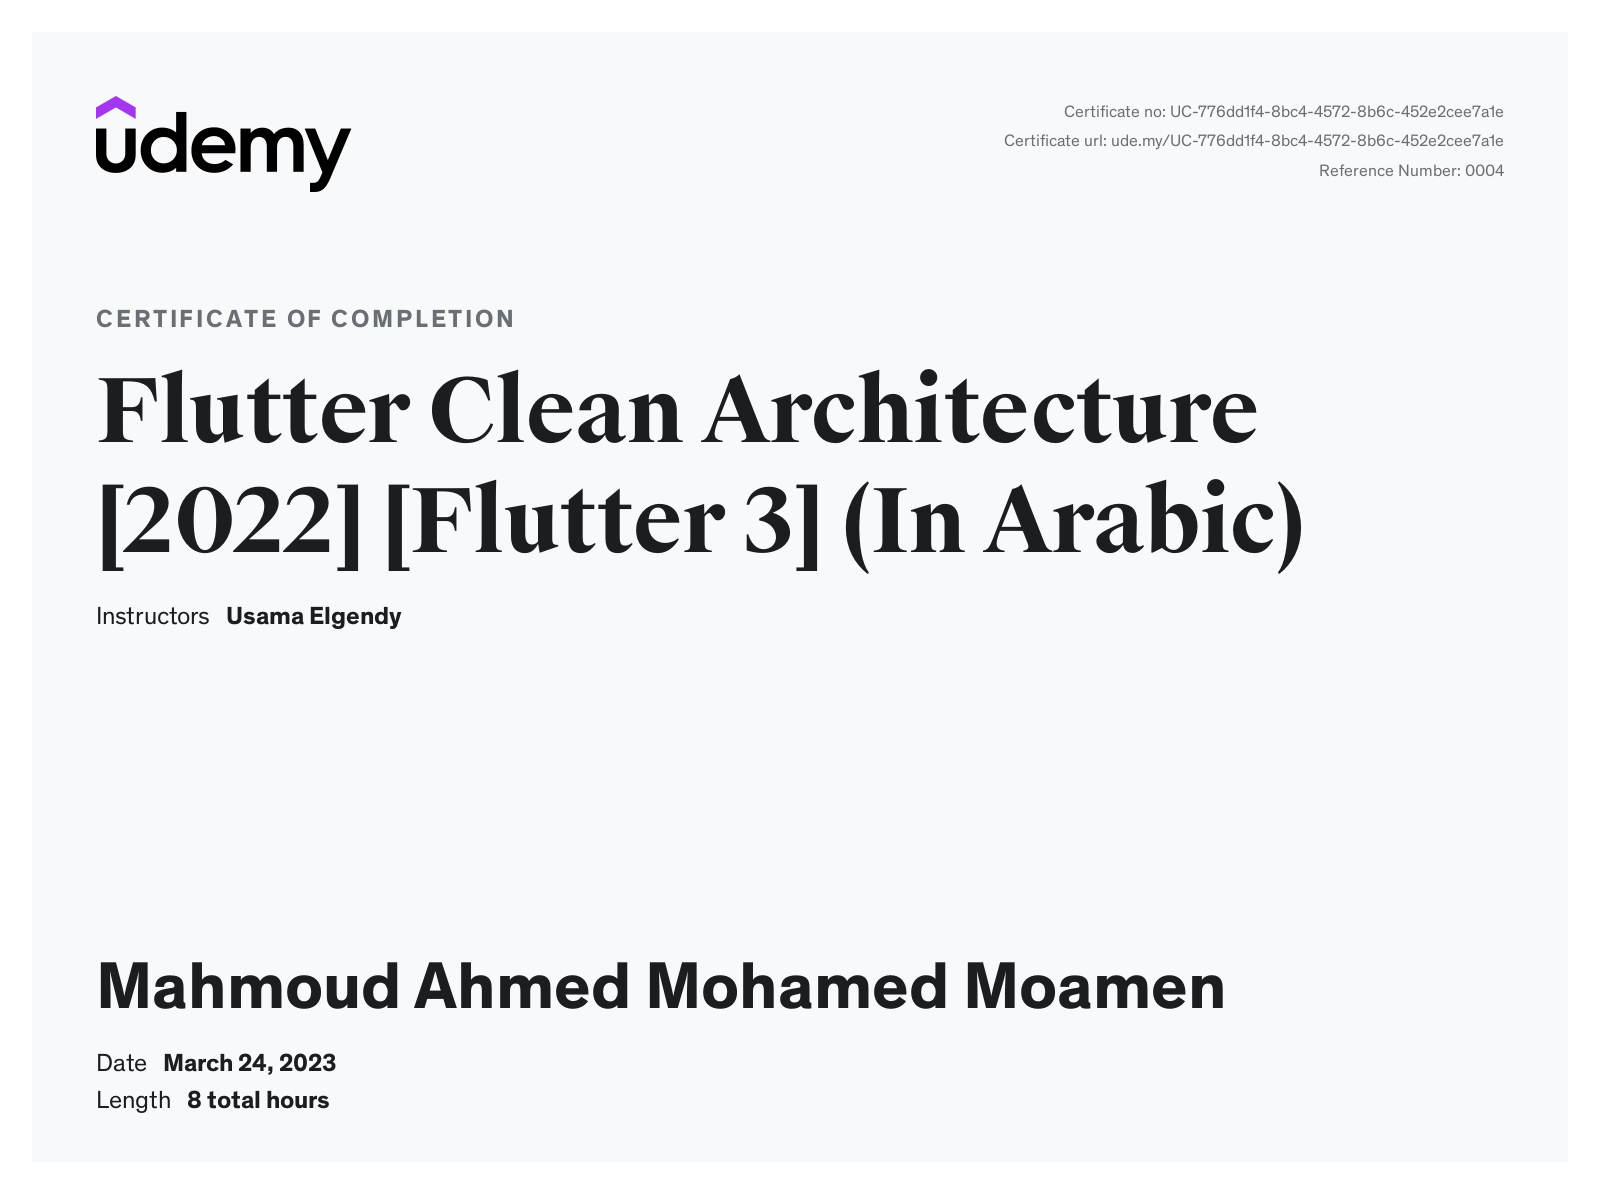 udemy
Certificate no: UC-776dd1f4-8bc4-4572-8b6c-452e2cee7a1e
Certificate url: ude.my/UC-776dd1f4-8bc4-4572-8b6c-452e2cee7a1e
Reference Number: 0004
CERTIFICATE OF COMPLETION
Flutter Clean Architecture
[2022] [Flutter 3] (In Arabic)
Instructors Usama Elgendy
Mahmoud Ahmed Mohamed Moamen
Date March 24, 2023
Length 8 total hours